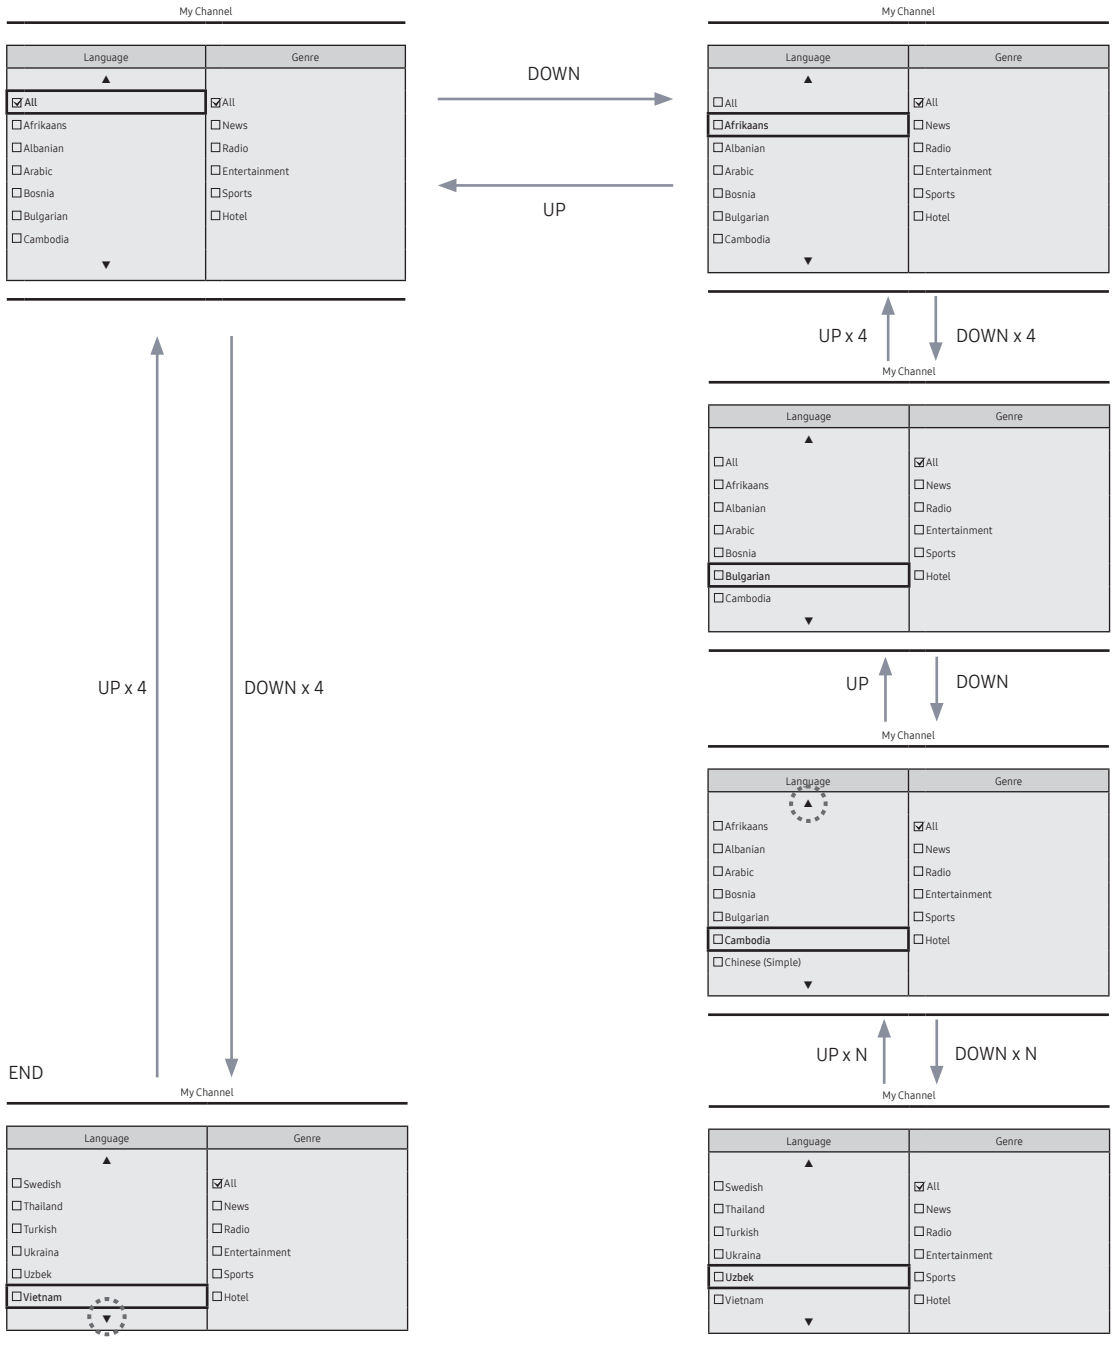 My Channel
Language Genre
▲
All All
Afrikaans News
Albanian Radio
Arabic Entertainment
Bosnia Sports
Bulgarian Hotel
Cambodia
▼
DOWN
UP
My Channel
Language Genre
▲
All All
Afrikaans News
Albanian Radio
Arabic Entertainment
Bosnia Sports
Bulgarian Hotel
Cambodia
▼
UP x 4 DOWN x 4
My Channel
Language Genre
▲
All All
Afrikaans News
Albanian Radio
Arabic Entertainment
Bosnia Sports
Bulgarian Hotel
Cambodia
▼
UP DOWN
My Channel
Language Genre
▲
Afrikaans All
Albanian News
Arabic Radio
Bosnia Entertainment
Bulgarian Sports
Cambodia Hotel
Chinese (Simple)
▼
UP x N DOWN x N
My Channel
Language Genre
▲
Swedish All
Thailand News
Turkish Radio
Ukraina Entertainment
Uzbek Sports
Vietnam Hotel
▼
UP x 4 DOWN x 4
END
My Channel
Language Genre
▲
Swedish All
Thailand News
Turkish Radio
Ukraina Entertainment
Uzbek Sports
Vietnam Hotel
▼